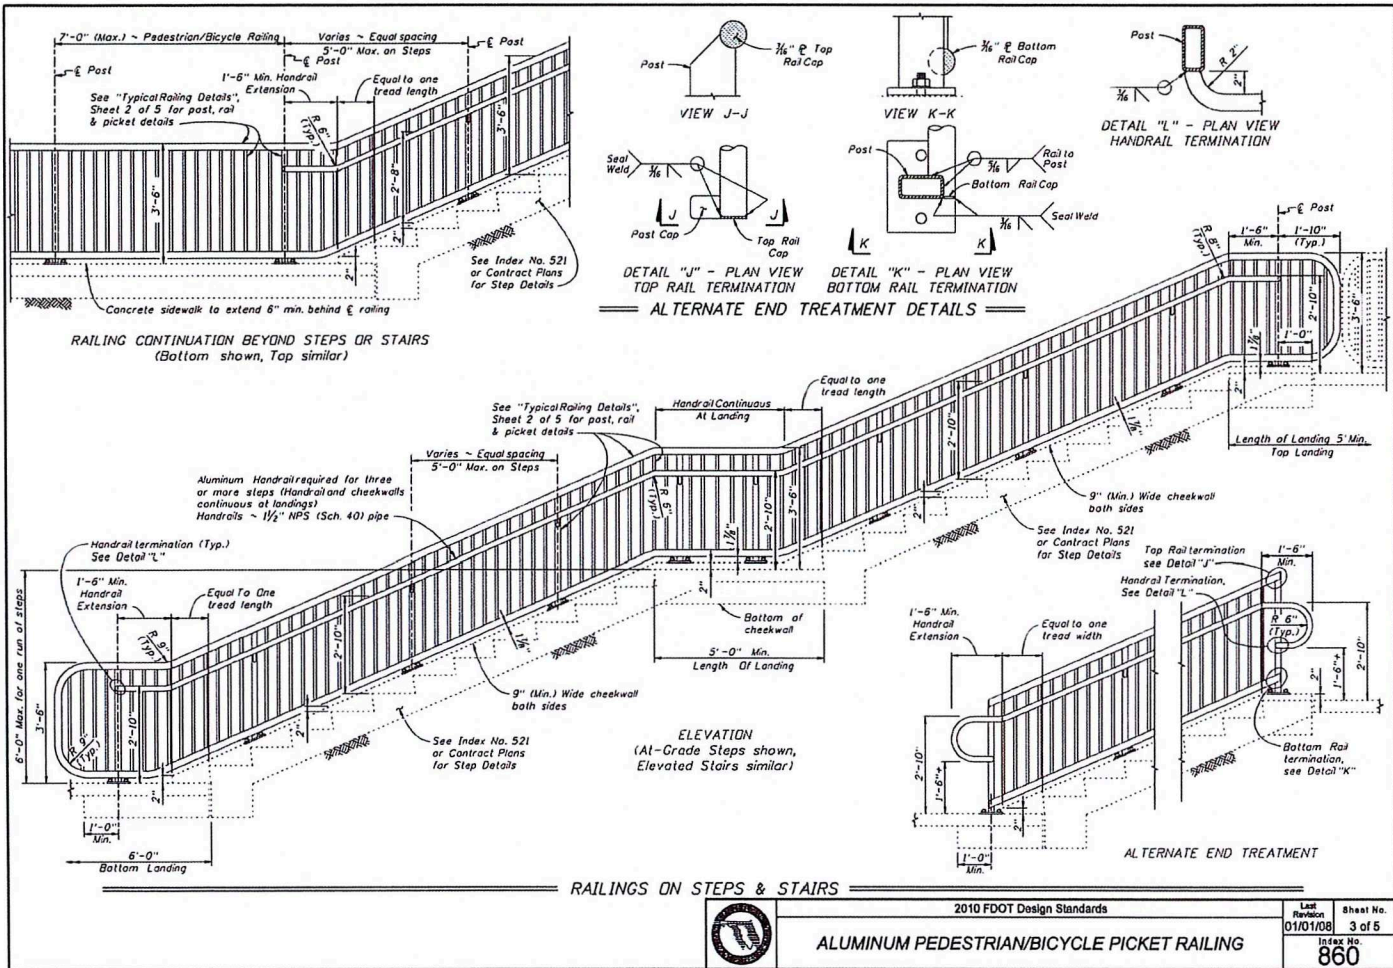 7'-0" (Max.) ~ Pedestrian/Bicycle Railing
Varies ~ Equal spacing
5'-0" Max. on Steps
℄ Post
℄ Post
℄ Post
1'-6" Min. Handrail
Extension
Equal to one
tread length
See "Typical Railing Details",
Sheet 2 of 5 for post, rail
& picket details
R 6"
(Typ.)
3'-6"
3'-6"
2'-8"
2"
2"
See Index No. 521
or Contract Plans
for Step Details
Concrete sidewalk to extend 6" min. behind ℄ railing
RAILING CONTINUATION BEYOND STEPS OR STAIRS
(Bottom shown, Top similar)
Post
3/16" ℄ Top
Rail Cap
VIEW J-J
3/16" ℄ Bottom
Rail Cap
VIEW K-K
Post
R 2"
2"
3/16
DETAIL "L" - PLAN VIEW
HANDRAIL TERMINATION
Seal
Weld
3/16
J
J
Post Cap
Top Rail
Cap
DETAIL "J" - PLAN VIEW
TOP RAIL TERMINATION
Post
5/16
Rail to
Post
Bottom Rail Cap
3/16
Seal Weld
K
K
DETAIL "K" - PLAN VIEW
BOTTOM RAIL TERMINATION
ALTERNATE END TREATMENT DETAILS
℄ Post
1'-6"
Min.
1'-10"
(Typ.)
R 8"
(Typ.)
2'-10"
3'-6"
1'-0"
1⅞"
2"
Length of Landing 5' Min.
Top Landing
Equal to one
tread length
Handrail Continuous
At Landing
See "Typical Railing Details",
Sheet 2 of 5 for post, rail
& picket details
Varies ~ Equal spacing
5'-0" Max. on Steps
Aluminum Handrail required for three
or more steps (Handrail and cheekwalls
continuous at landings)
Handrails ~ 1½" NPS (Sch. 40) pipe
R 6"
(Typ.)
1⅞"
2'-10"
3'-6"
2'-10"
2"
1⅞"
9" (Min.) Wide cheekwall
both sides
See Index No. 521
or Contract Plans
for Step Details
Handrail termination (Typ.)
See Detail "L"
1'-6" Min.
Handrail
Extension
Equal To One
tread length
R 9"
(Typ.)
6'-0" Max. for one run of steps
3'-6"
R 9"
(Typ.)
2'-10"
2'-10"
1⅞"
2"
2"
2"
Bottom of
cheekwall
5'-0" Min.
Length Of Landing
9" (Min.) Wide cheekwall
both sides
See Index No. 521
or Contract Plans
for Step Details
1'-0"
Min.
6'-0"
Bottom Landing
ELEVATION
(At-Grade Steps shown,
Elevated Stairs similar)
Top Rail termination
see Detail "J"
Handrail Termination,
See Detail "L"
1'-6"
Min.
1'-6" Min.
Handrail
Extension
Equal to one
tread width
R 6"
(Typ.)
2'-10"
1'-6"+
2"
2'-10"
1'-6"+
2"
1'-0"
Min.
Bottom Rail
termination,
see Detail "K"
ALTERNATE END TREATMENT
RAILINGS ON STEPS & STAIRS
2010 FDOT Design Standards
Last
Revision
01/01/08
Sheet No.
3 of 5
ALUMINUM PEDESTRIAN/BICYCLE PICKET RAILING
Index No.
860